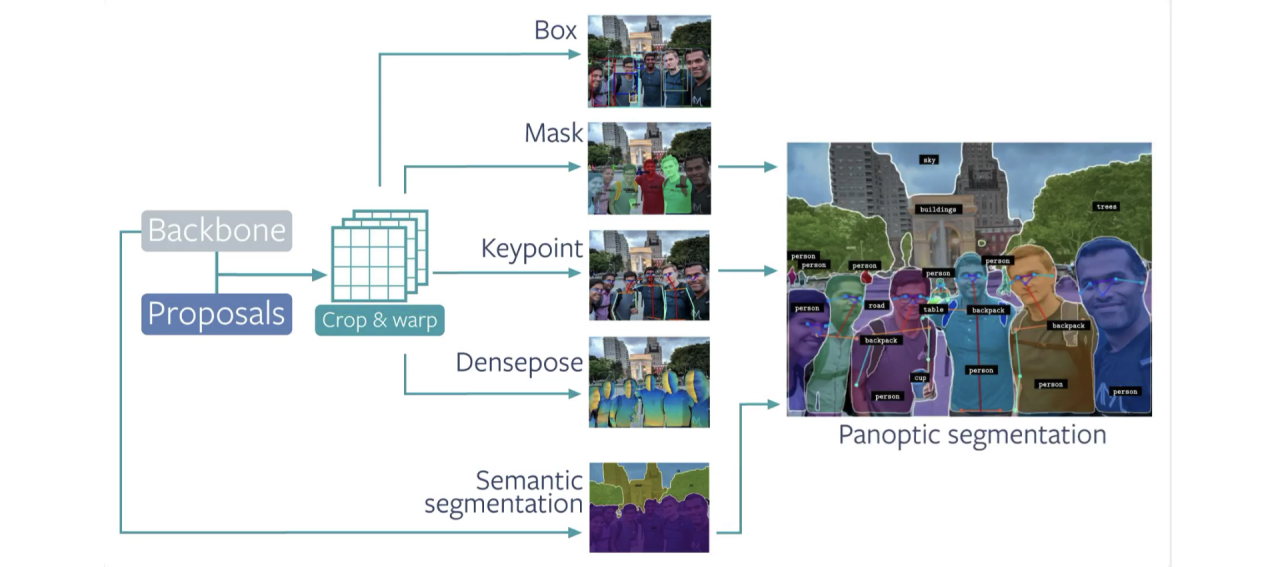 Box
Mask
Backbone
Keypoint
Proposals
Crop & warp
Densepose
Semantic
segmentation
sky
buildings
trees
person
person
person
person
person
person
road
table
backpack
backpack
backpack
cup
person
person
person
person
Panoptic segmentation